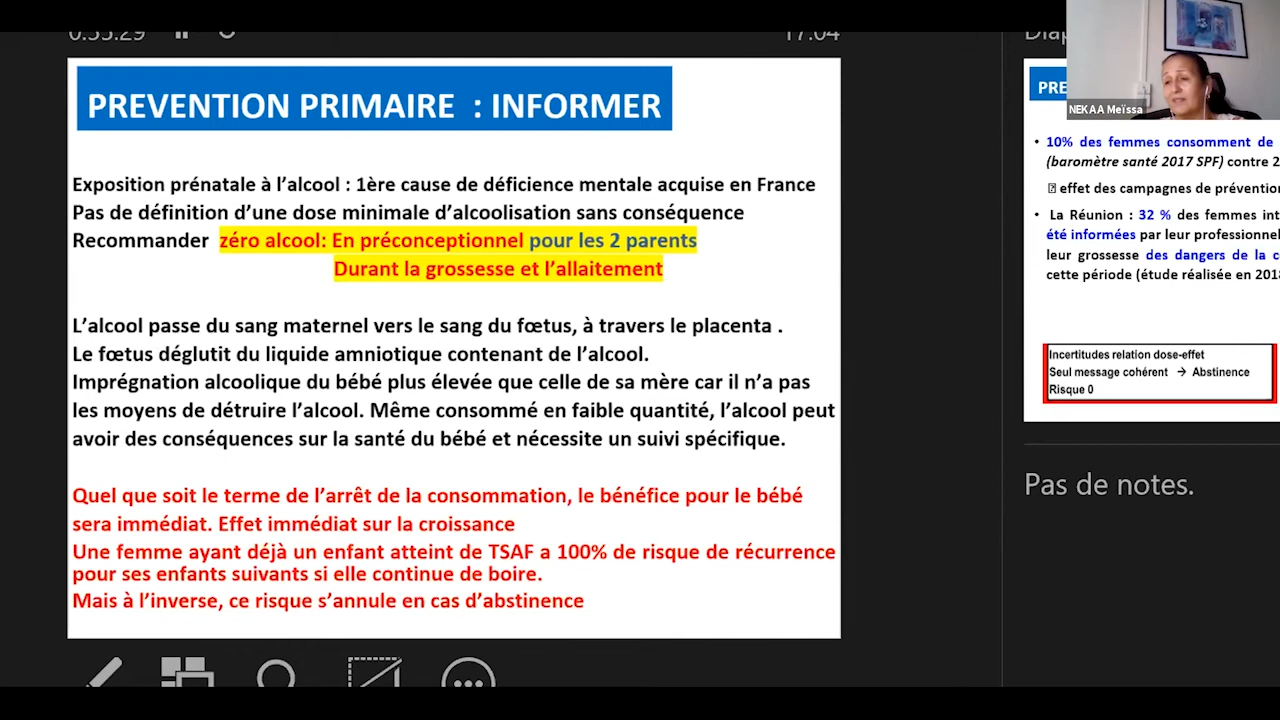 0:55:29
17:04
PREVENTION PRIMAIRE : INFORMER
Exposition prénatale à l'alcool : 1ère cause de déficience mentale acquise en France
Pas de définition d'une dose minimale d'alcoolisation sans conséquence
Recommander zéro alcool: En préconceptionnel pour les 2 parents
Durant la grossesse et l'allaitement
L'alcool passe du sang maternel vers le sang du fœtus, à travers le placenta .
Le fœtus déglutit du liquide amniotique contenant de l'alcool.
Imprégnation alcoolique du bébé plus élevée que celle de sa mère car il n'a pas
les moyens de détruire l'alcool. Même consommé en faible quantité, l'alcool peut
avoir des conséquences sur la santé du bébé et nécessite un suivi spécifique.
Quel que soit le terme de l'arrêt de la consommation, le bénéfice pour le bébé
sera immédiat. Effet immédiat sur la croissance
Une femme ayant déjà un enfant atteint de TSAF a 100% de risque de récurrence
pour ses enfants suivants si elle continue de boire.
Mais à l'inverse, ce risque s'annule en cas d'abstinence
NEKAA Meïssa
PRE
• 10% des femmes consomment de
(baromètre santé 2017 SPF) contre 2
effet des campagnes de prévention
• La Réunion : 32 % des femmes int
été informées par leur professionnel
leur grossesse des dangers de la c
cette période (étude réalisée en 2018
Incertitudes relation dose-effet
Seul message cohérent → Abstinence
Risque 0
Pas de notes.